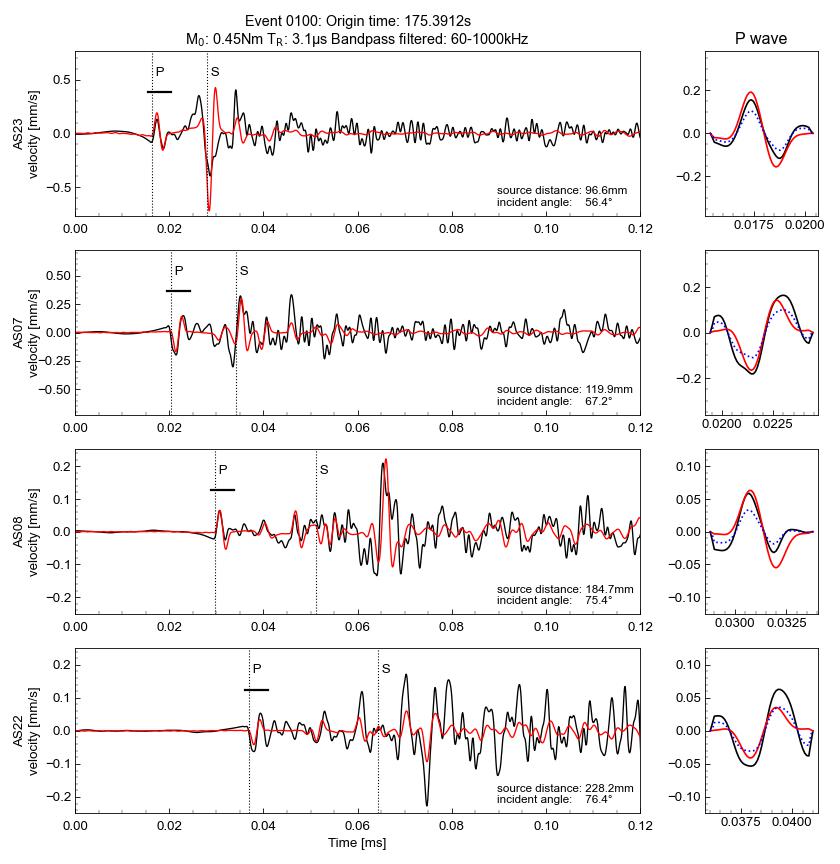 Event 0100: Origin time: 175.3912s
M0: 0.45Nm TR: 3.1μs Bandpass filtered: 60-1000kHz
P wave
AS23
velocity [mm/s]
0.5
0.0
−0.5
P
S
source distance: 96.6mm
incident angle: 56.4°
0.00 0.02 0.04 0.06 0.08 0.10 0.12
0.2
0.0
−0.2
0.0175 0.0200
AS07
velocity [mm/s]
0.50
0.25
0.00
−0.25
−0.50
P
S
source distance: 119.9mm
incident angle: 67.2°
0.00 0.02 0.04 0.06 0.08 0.10 0.12
0.2
0.0
−0.2
0.0200 0.0225
AS08
velocity [mm/s]
0.2
0.1
0.0
−0.1
−0.2
P
S
source distance: 184.7mm
incident angle: 75.4°
0.00 0.02 0.04 0.06 0.08 0.10 0.12
0.10
0.05
0.00
−0.05
−0.10
0.0300 0.0325
AS22
velocity [mm/s]
0.2
0.1
0.0
−0.1
−0.2
P
S
source distance: 228.2mm
incident angle: 76.4°
0.00 0.02 0.04 0.06 0.08 0.10 0.12
Time [ms]
0.10
0.05
0.00
−0.05
−0.10
0.0375 0.0400